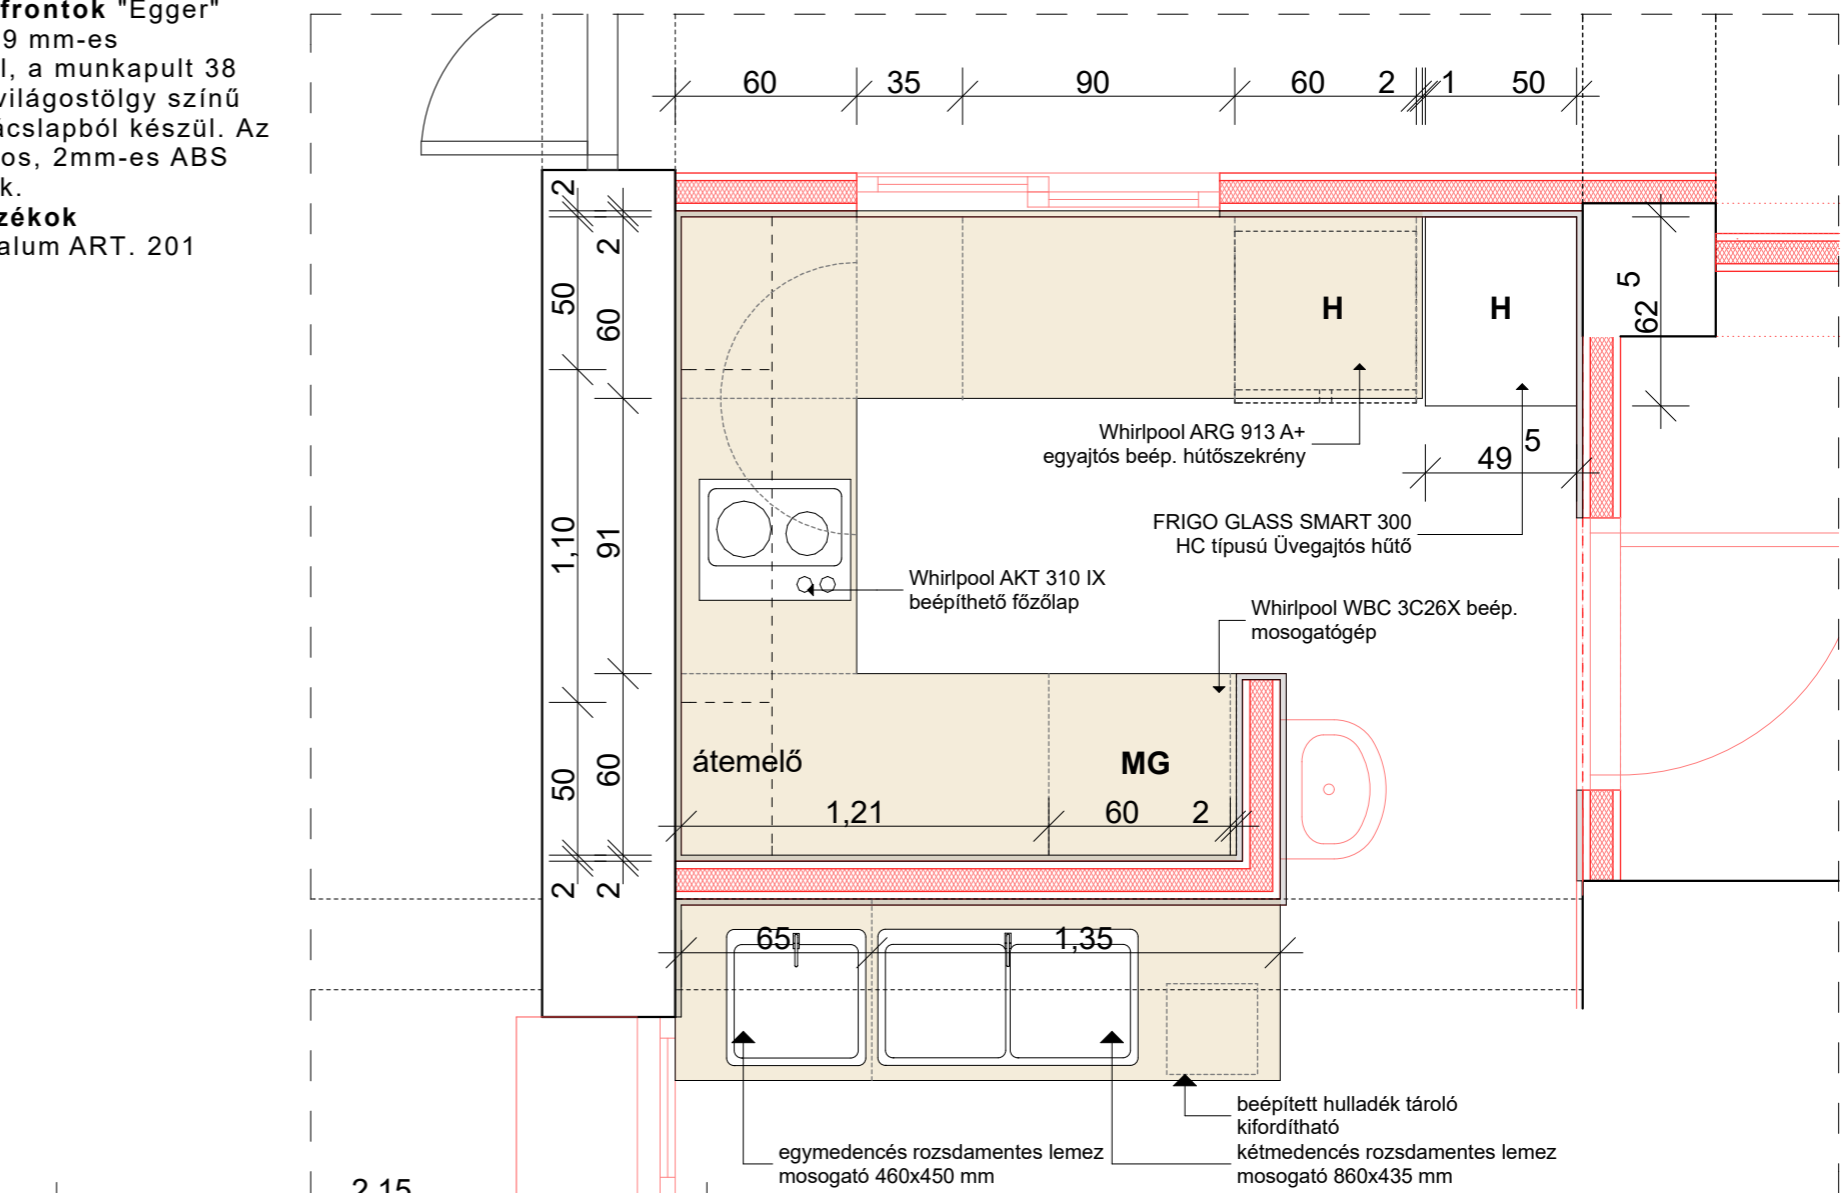 frontok "Egger"
9 mm-es
l, a munkapult 38
világostölgy színű
ácslapból készül. Az
os, 2mm-es ABS
k.
zékok
alum ART. 201
60 35 90 60 2 1 50
2
2
50
60
5
62
H
H
Whirlpool ARG 913 A+
egyajtós beép. hűtőszekrény
49 5
1,10
91
FRIGO GLASS SMART 300
HC típusú Üvegajtós hűtő
Whirlpool AKT 310 IX
beépíthető főzőlap
Whirlpool WBC 3C26X beép.
mosogatógép
50
60
átemelő
MG
1,21 60 2
2
2
65 1,35
beépített hulladék tároló
kifordítható
egymedencés rozsdamentes lemez
mosogató 460x450 mm
kétmedencés rozsdamentes lemez
mosogató 860x435 mm
2,15